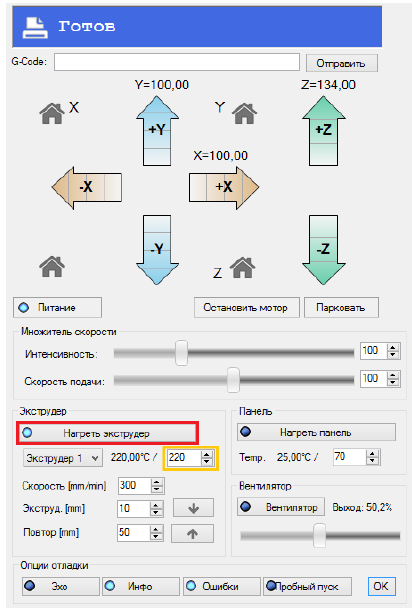 Готов
G-Code: Отправить
Y=100,00 Z=134,00
X Y
+Y +Z
X=100,00
-X +X
-Y -Z
Z
Питание Остановить мотор Парковать
Множитель скорости
Интенсивность: 100
Скорость подачи: 100
Экструдер Панель
Нагреть экструдер Нагреть панель
Экструдер 1 220,00°C / 220 Temp. 25,00°C / 70
Скорость [mm/min] 300 Вентилятор
Экструд. [mm] 10 Вентилятор Выход: 50,2%
Повтор [mm] 50
Опции отладки
Эхо Инфо Ошибки Пробный пуск OK